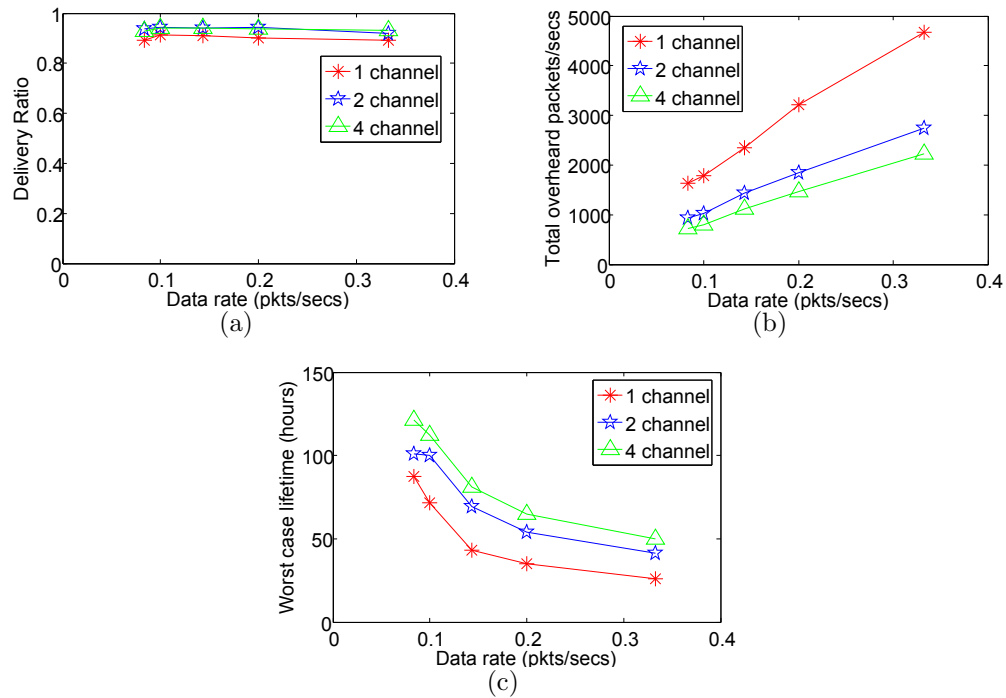 1
0.8
0.6
0.4
0.2
0
0
0.1
0.2
0.3
0.4
Delivery Ratio
Data rate (pkts/secs)
1 channel
2 channel
4 channel
(a)
5000
4000
3000
2000
1000
0
0
0.1
0.2
0.3
0.4
Total overheard packets/secs
Data rate (pkts/secs)
1 channel
2 channel
4 channel
(b)
150
100
50
0
0
0.1
0.2
0.3
0.4
Worst case lifetime (hours)
Data rate (pkts/secs)
1 channel
2 channel
4 channel
(c)